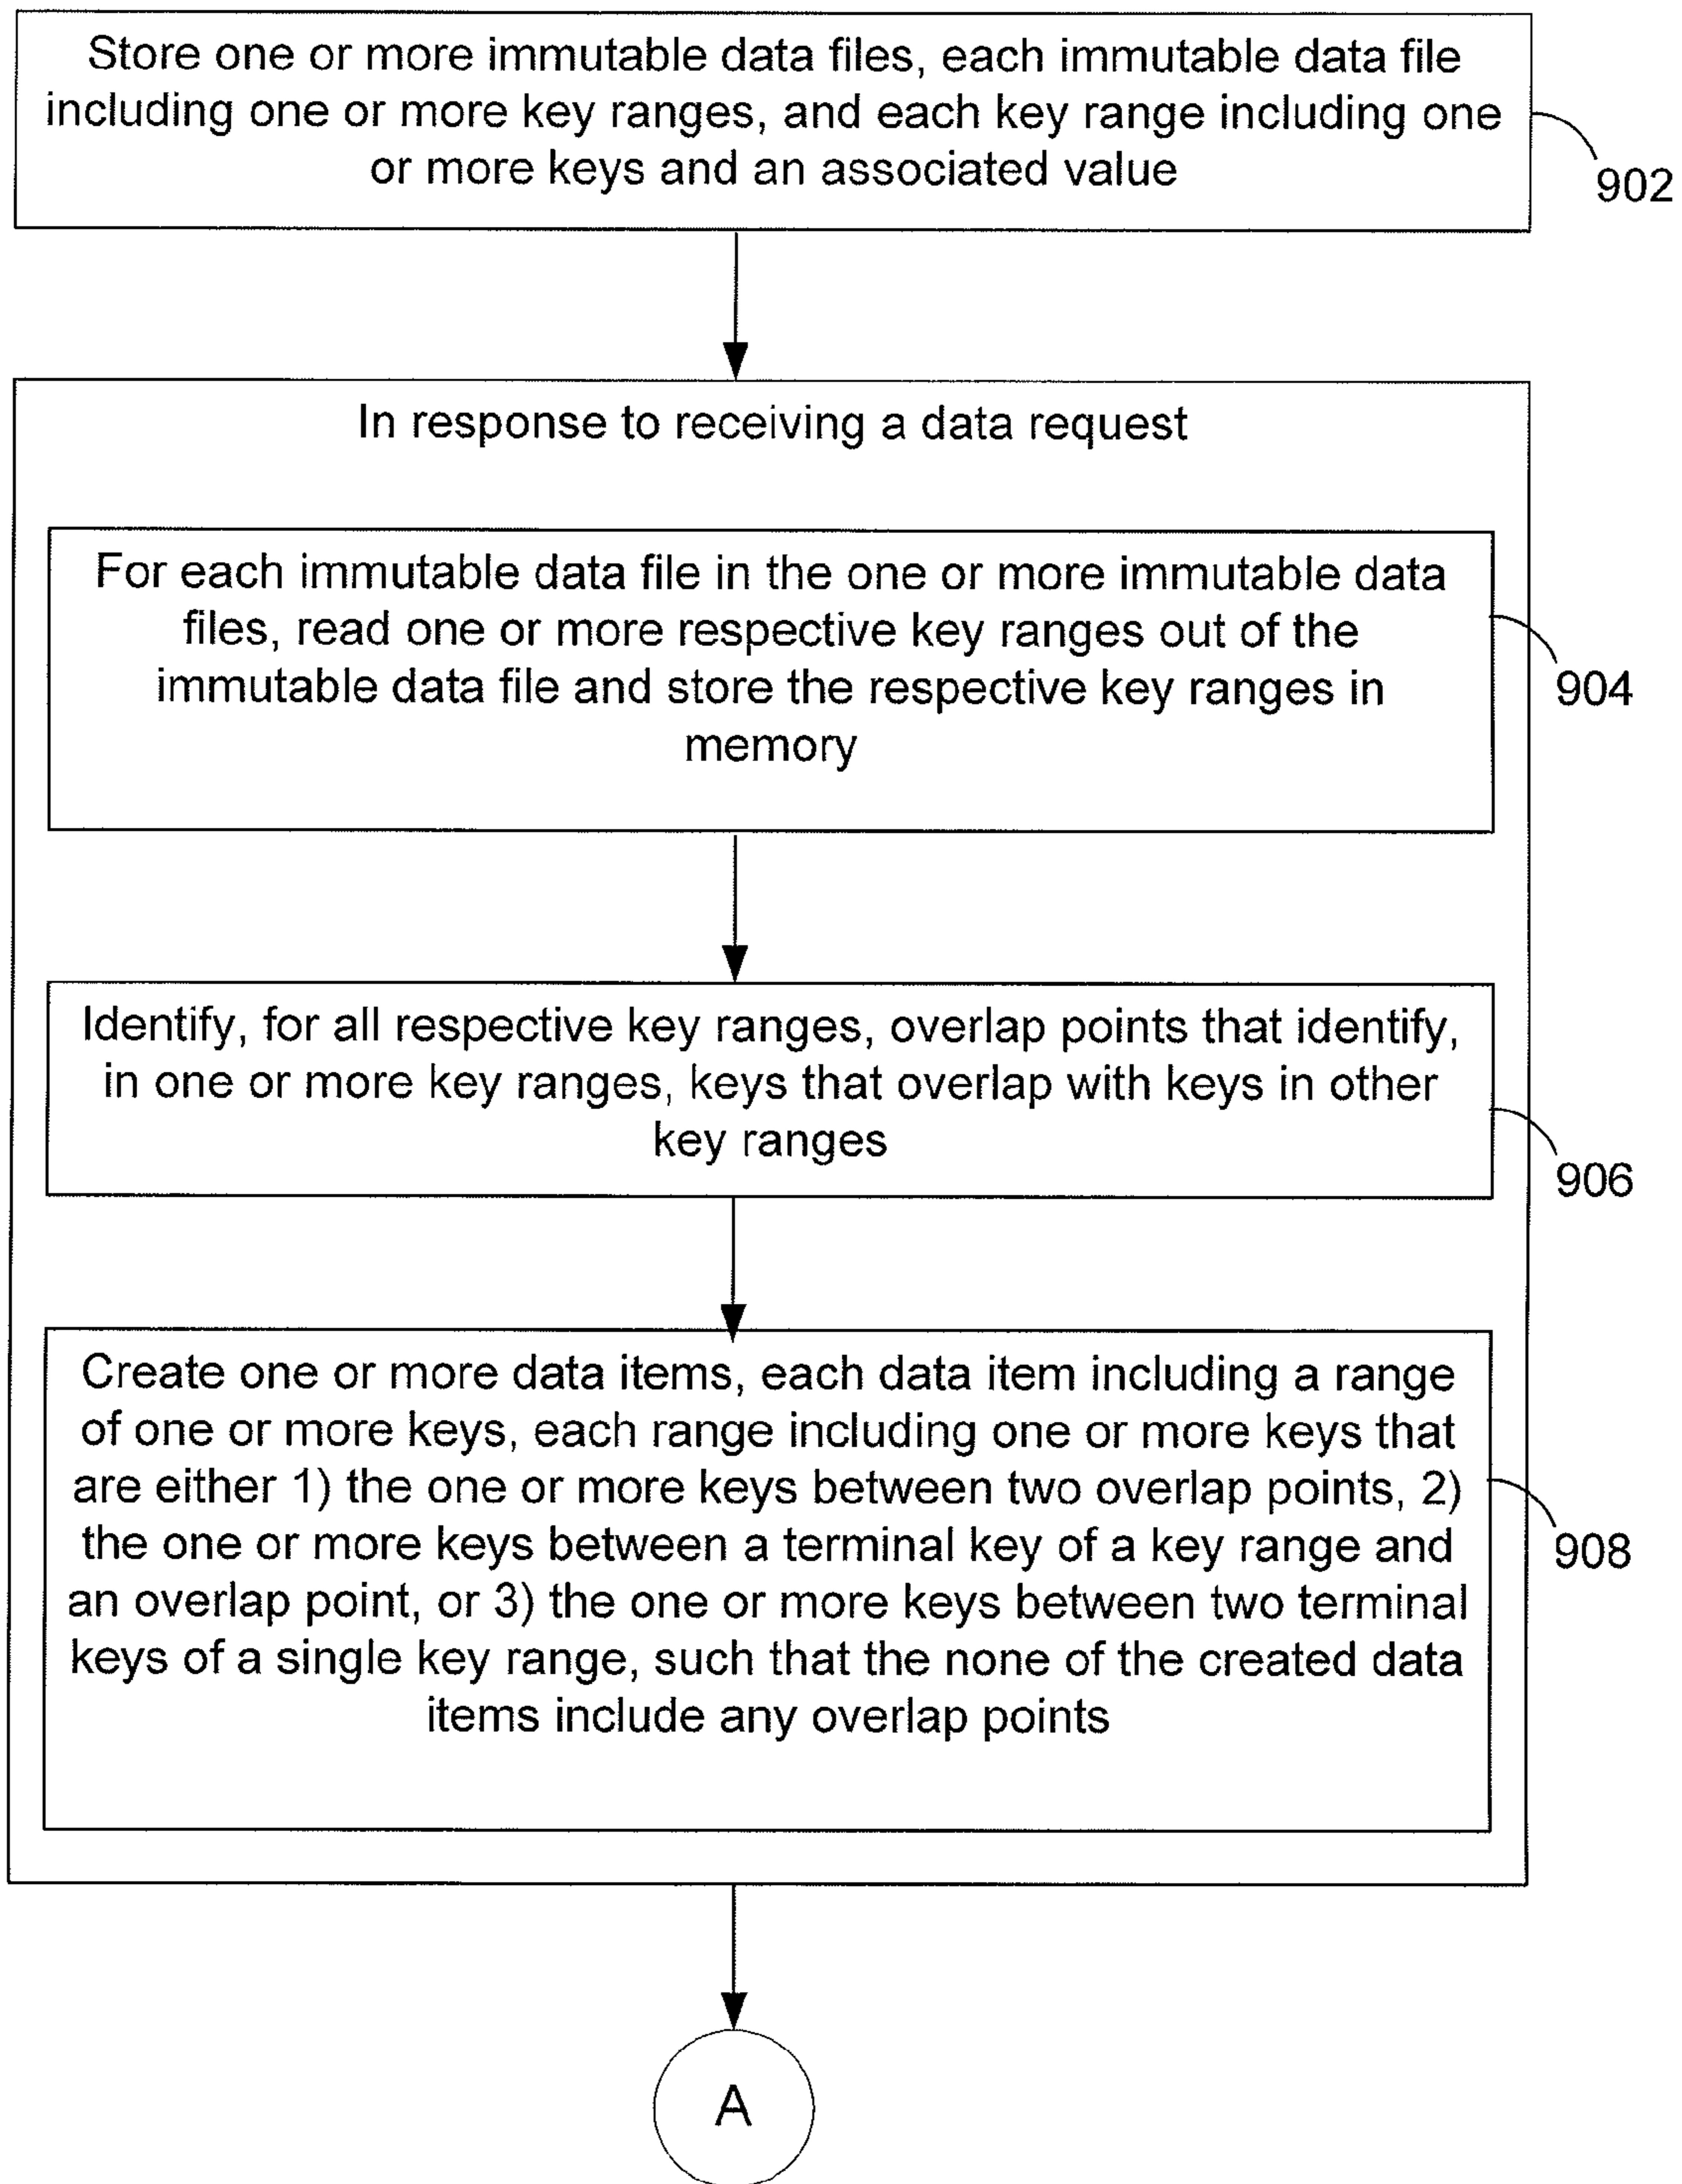 Store one or more immutable data files, each immutable data file
including one or more key ranges, and each key range including one
or more keys and an associated value
902
In response to receiving a data request
For each immutable data file in the one or more immutable data
files, read one or more respective key ranges out of the
immutable data file and store the respective key ranges in
memory
904
Identify, for all respective key ranges, overlap points that identify,
in one or more key ranges, keys that overlap with keys in other
key ranges
906
Create one or more data items, each data item including a range
of one or more keys, each range including one or more keys that
are either 1) the one or more keys between two overlap points, 2)
the one or more keys between a terminal key of a key range and
an overlap point, or 3) the one or more keys between two terminal
keys of a single key range, such that the none of the created data
items include any overlap points
908
A